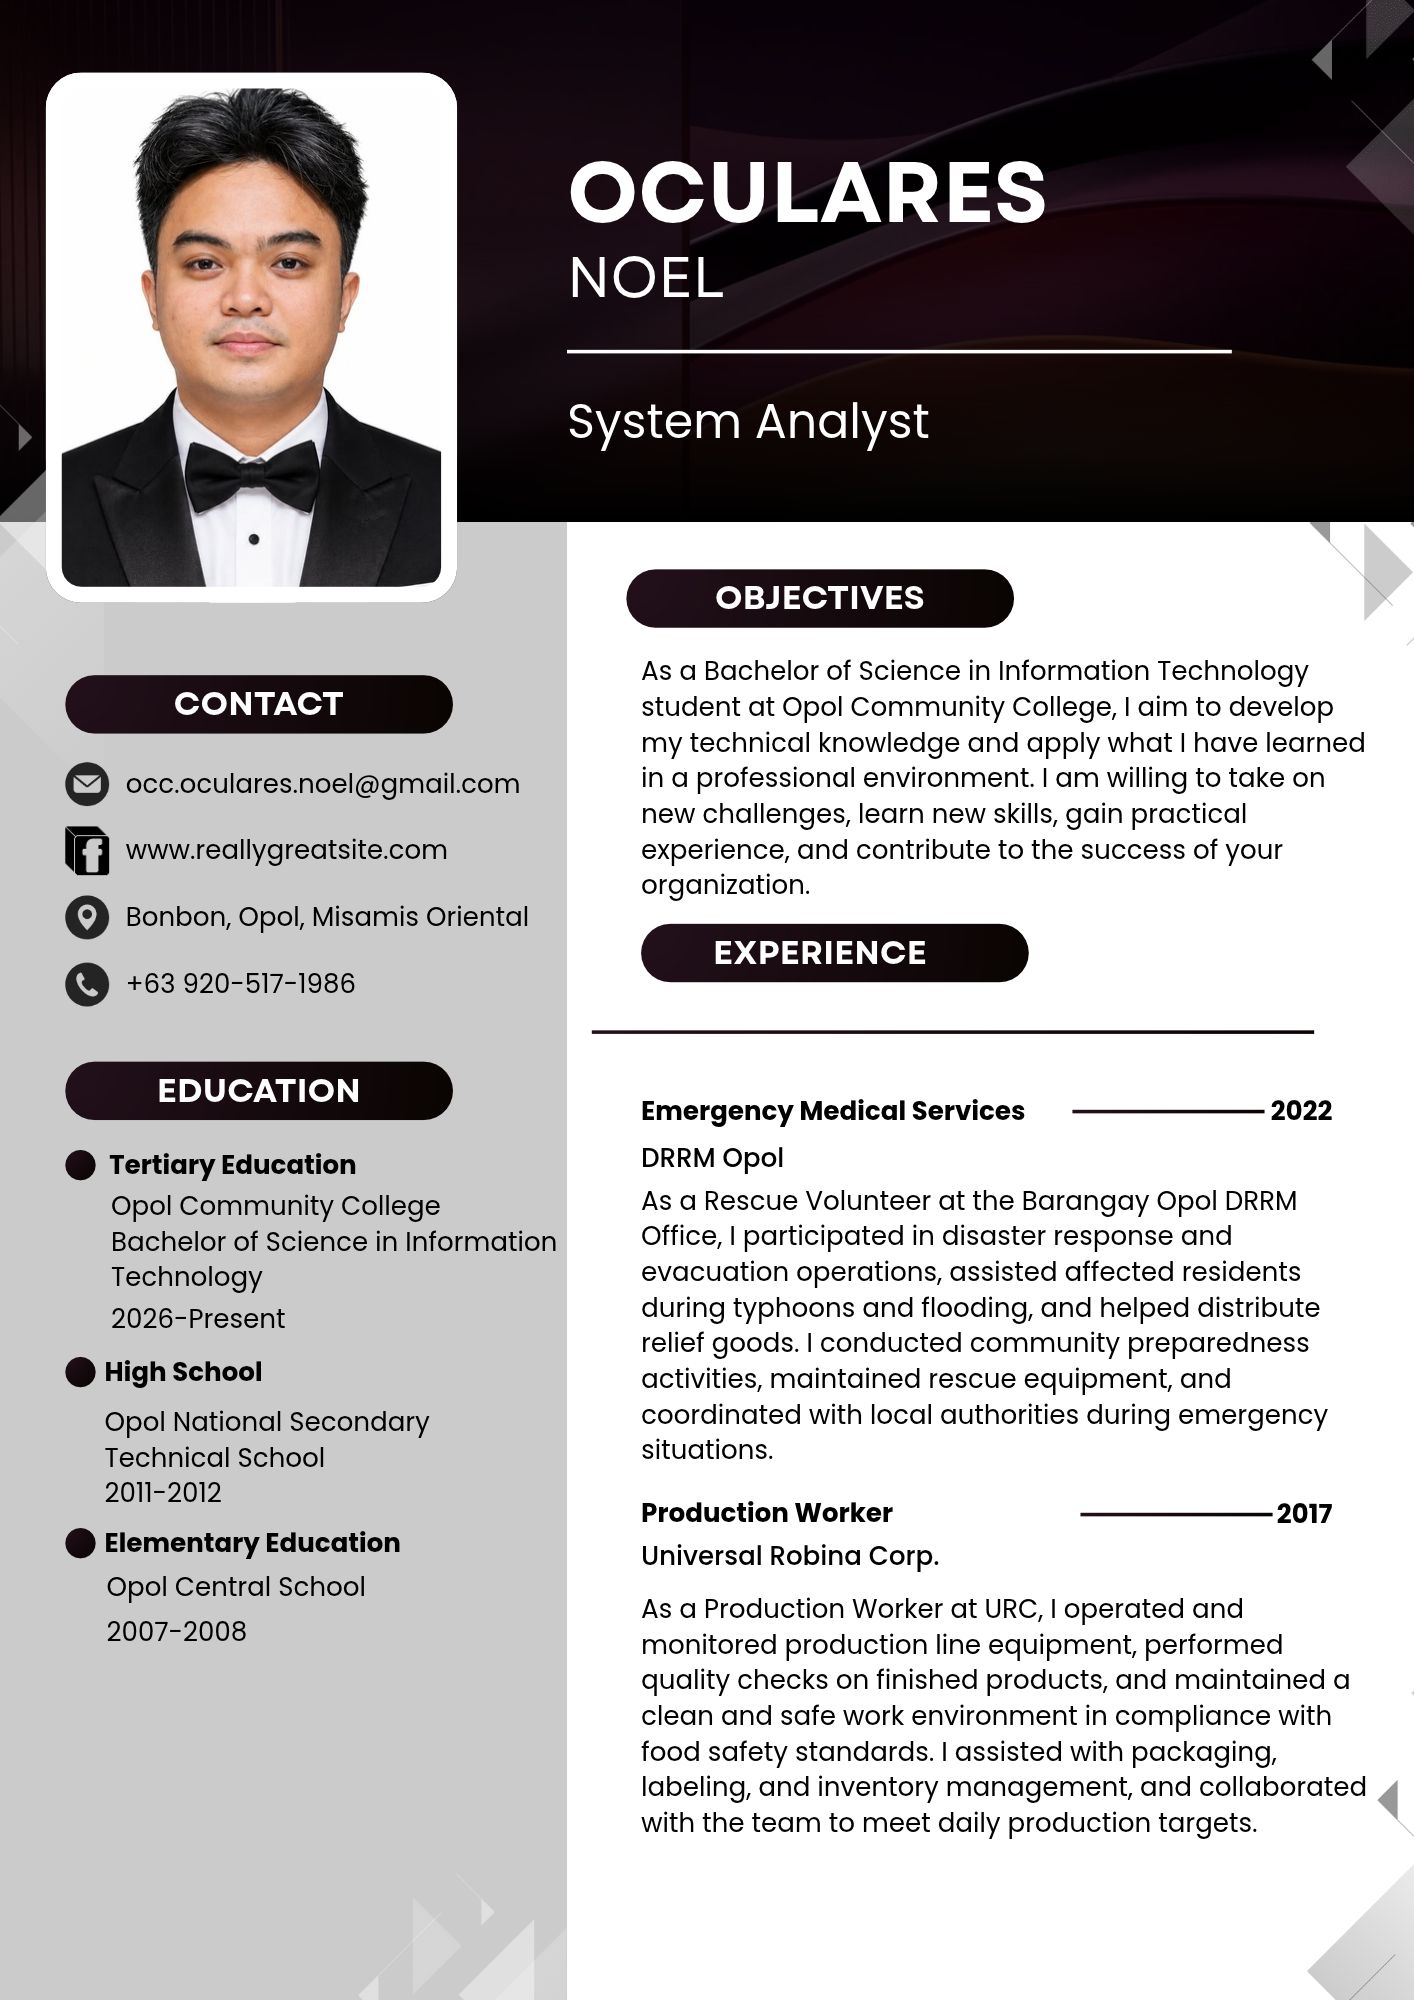 OCULARES
NOEL
System Analyst
CONTACT
occ.oculares.noel@gmail.com
www.reallygreatsite.com
Bonbon, Opol, Misamis Oriental
+63 920-517-1986
EDUCATION
Tertiary Education
Opol Community College
Bachelor of Science in Information
Technology
2026-Present
High School
Opol National Secondary
Technical School
2011-2012
Elementary Education
Opol Central School
2007-2008
OBJECTIVES
As a Bachelor of Science in Information Technology
student at Opol Community College, I aim to develop
my technical knowledge and apply what I have learned
in a professional environment. I am willing to take on
new challenges, learn new skills, gain practical
experience, and contribute to the success of your
organization.
EXPERIENCE
Emergency Medical Services 2022
DRRM Opol
As a Rescue Volunteer at the Barangay Opol DRRM
Office, I participated in disaster response and
evacuation operations, assisted affected residents
during typhoons and flooding, and helped distribute
relief goods. I conducted community preparedness
activities, maintained rescue equipment, and
coordinated with local authorities during emergency
situations.
Production Worker 2017
Universal Robina Corp.
As a Production Worker at URC, I operated and
monitored production line equipment, performed
quality checks on finished products, and maintained a
clean and safe work environment in compliance with
food safety standards. I assisted with packaging,
labeling, and inventory management, and collaborated
with the team to meet daily production targets.